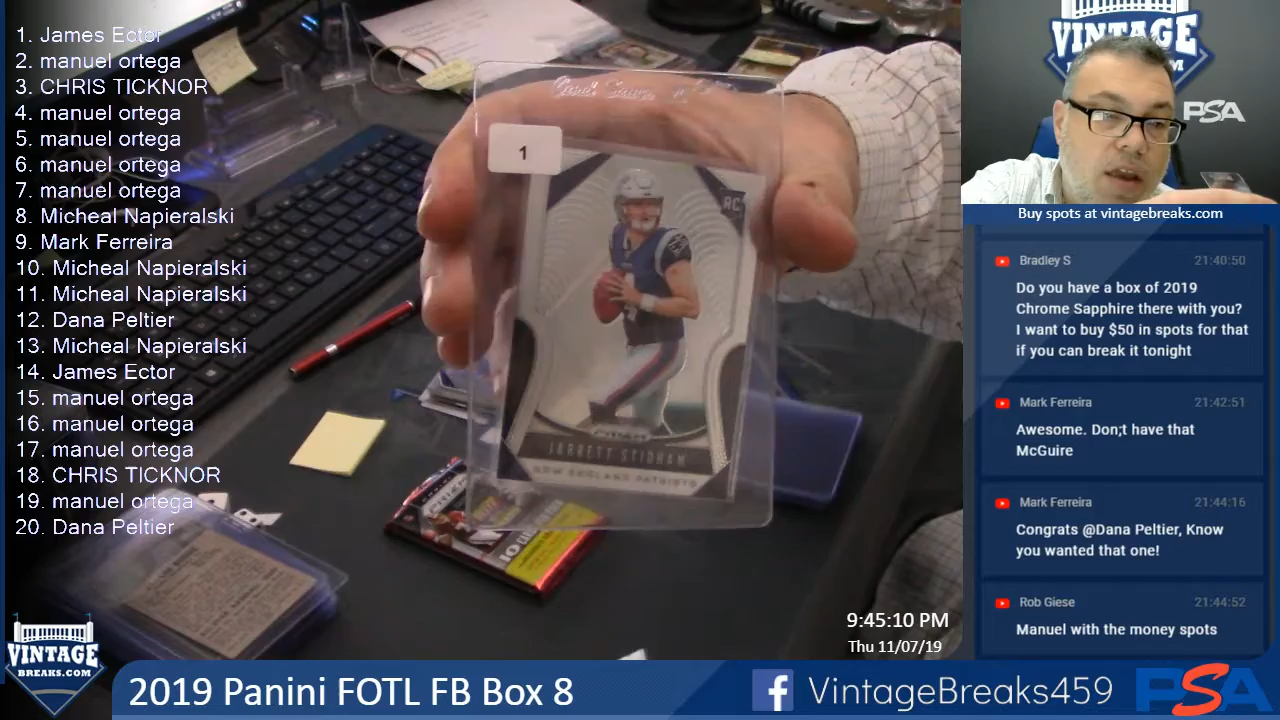 1. James Ector
2. manuel ortega
3. CHRIS TICKNOR
4. manuel ortega
5. manuel ortega
6. manuel ortega
7. manuel ortega
8. Micheal Napieralski
9. Mark Ferreira
10. Micheal Napieralski
11. Micheal Napieralski
12. Dana Peltier
13. Micheal Napieralski
14. James Ector
15. manuel ortega
16. manuel ortega
17. manuel ortega
18. CHRIS TICKNOR
19. manuel ortega
20. Dana Peltier
1
RC
PRIZM
JARRETT STIDHAM
NEW ENGLAND PATRIOTS
10
VINTAGE
BREAKS.COM
PSA
Buy spots at vintagebreaks.com
Bradley S 21:40:50
Do you have a box of 2019
Chrome Sapphire there with you?
I want to buy $50 in spots for that
if you can break it tonight
Mark Ferreira 21:42:51
Awesome. Don;t have that
McGuire
Mark Ferreira 21:44:16
Congrats @Dana Peltier, Know
you wanted that one!
Rob Giese 21:44:52
Manuel with the money spots
9:45:10 PM
Thu 11/07/19
VINTAGE
BREAKS.COM
2019 Panini FOTL FB Box 8
f VintageBreaks459
PSA